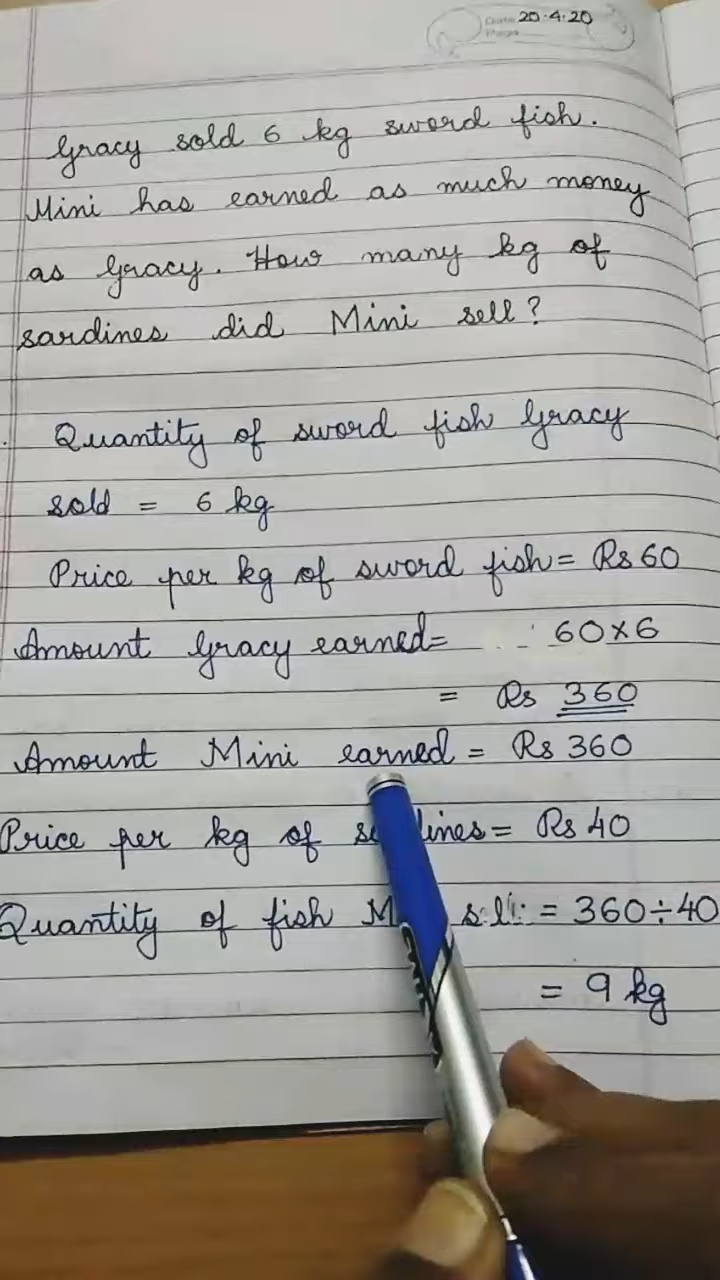 Date 20.4.20
Page
Gracy sold 6 kg sword fish.
Mini has earned as much money
as Gracy. How many kg of
sardines did Mini sell?
Quantity of sword fish Gracy
sold = 6 kg
Price per kg of sword fish = Rs 60
Amount Gracy earned = 60×6
= Rs 360
Amount Mini earned = Rs 360
Price per kg of = Rs 40
Quantity of fish = 360÷40
= 9 kg